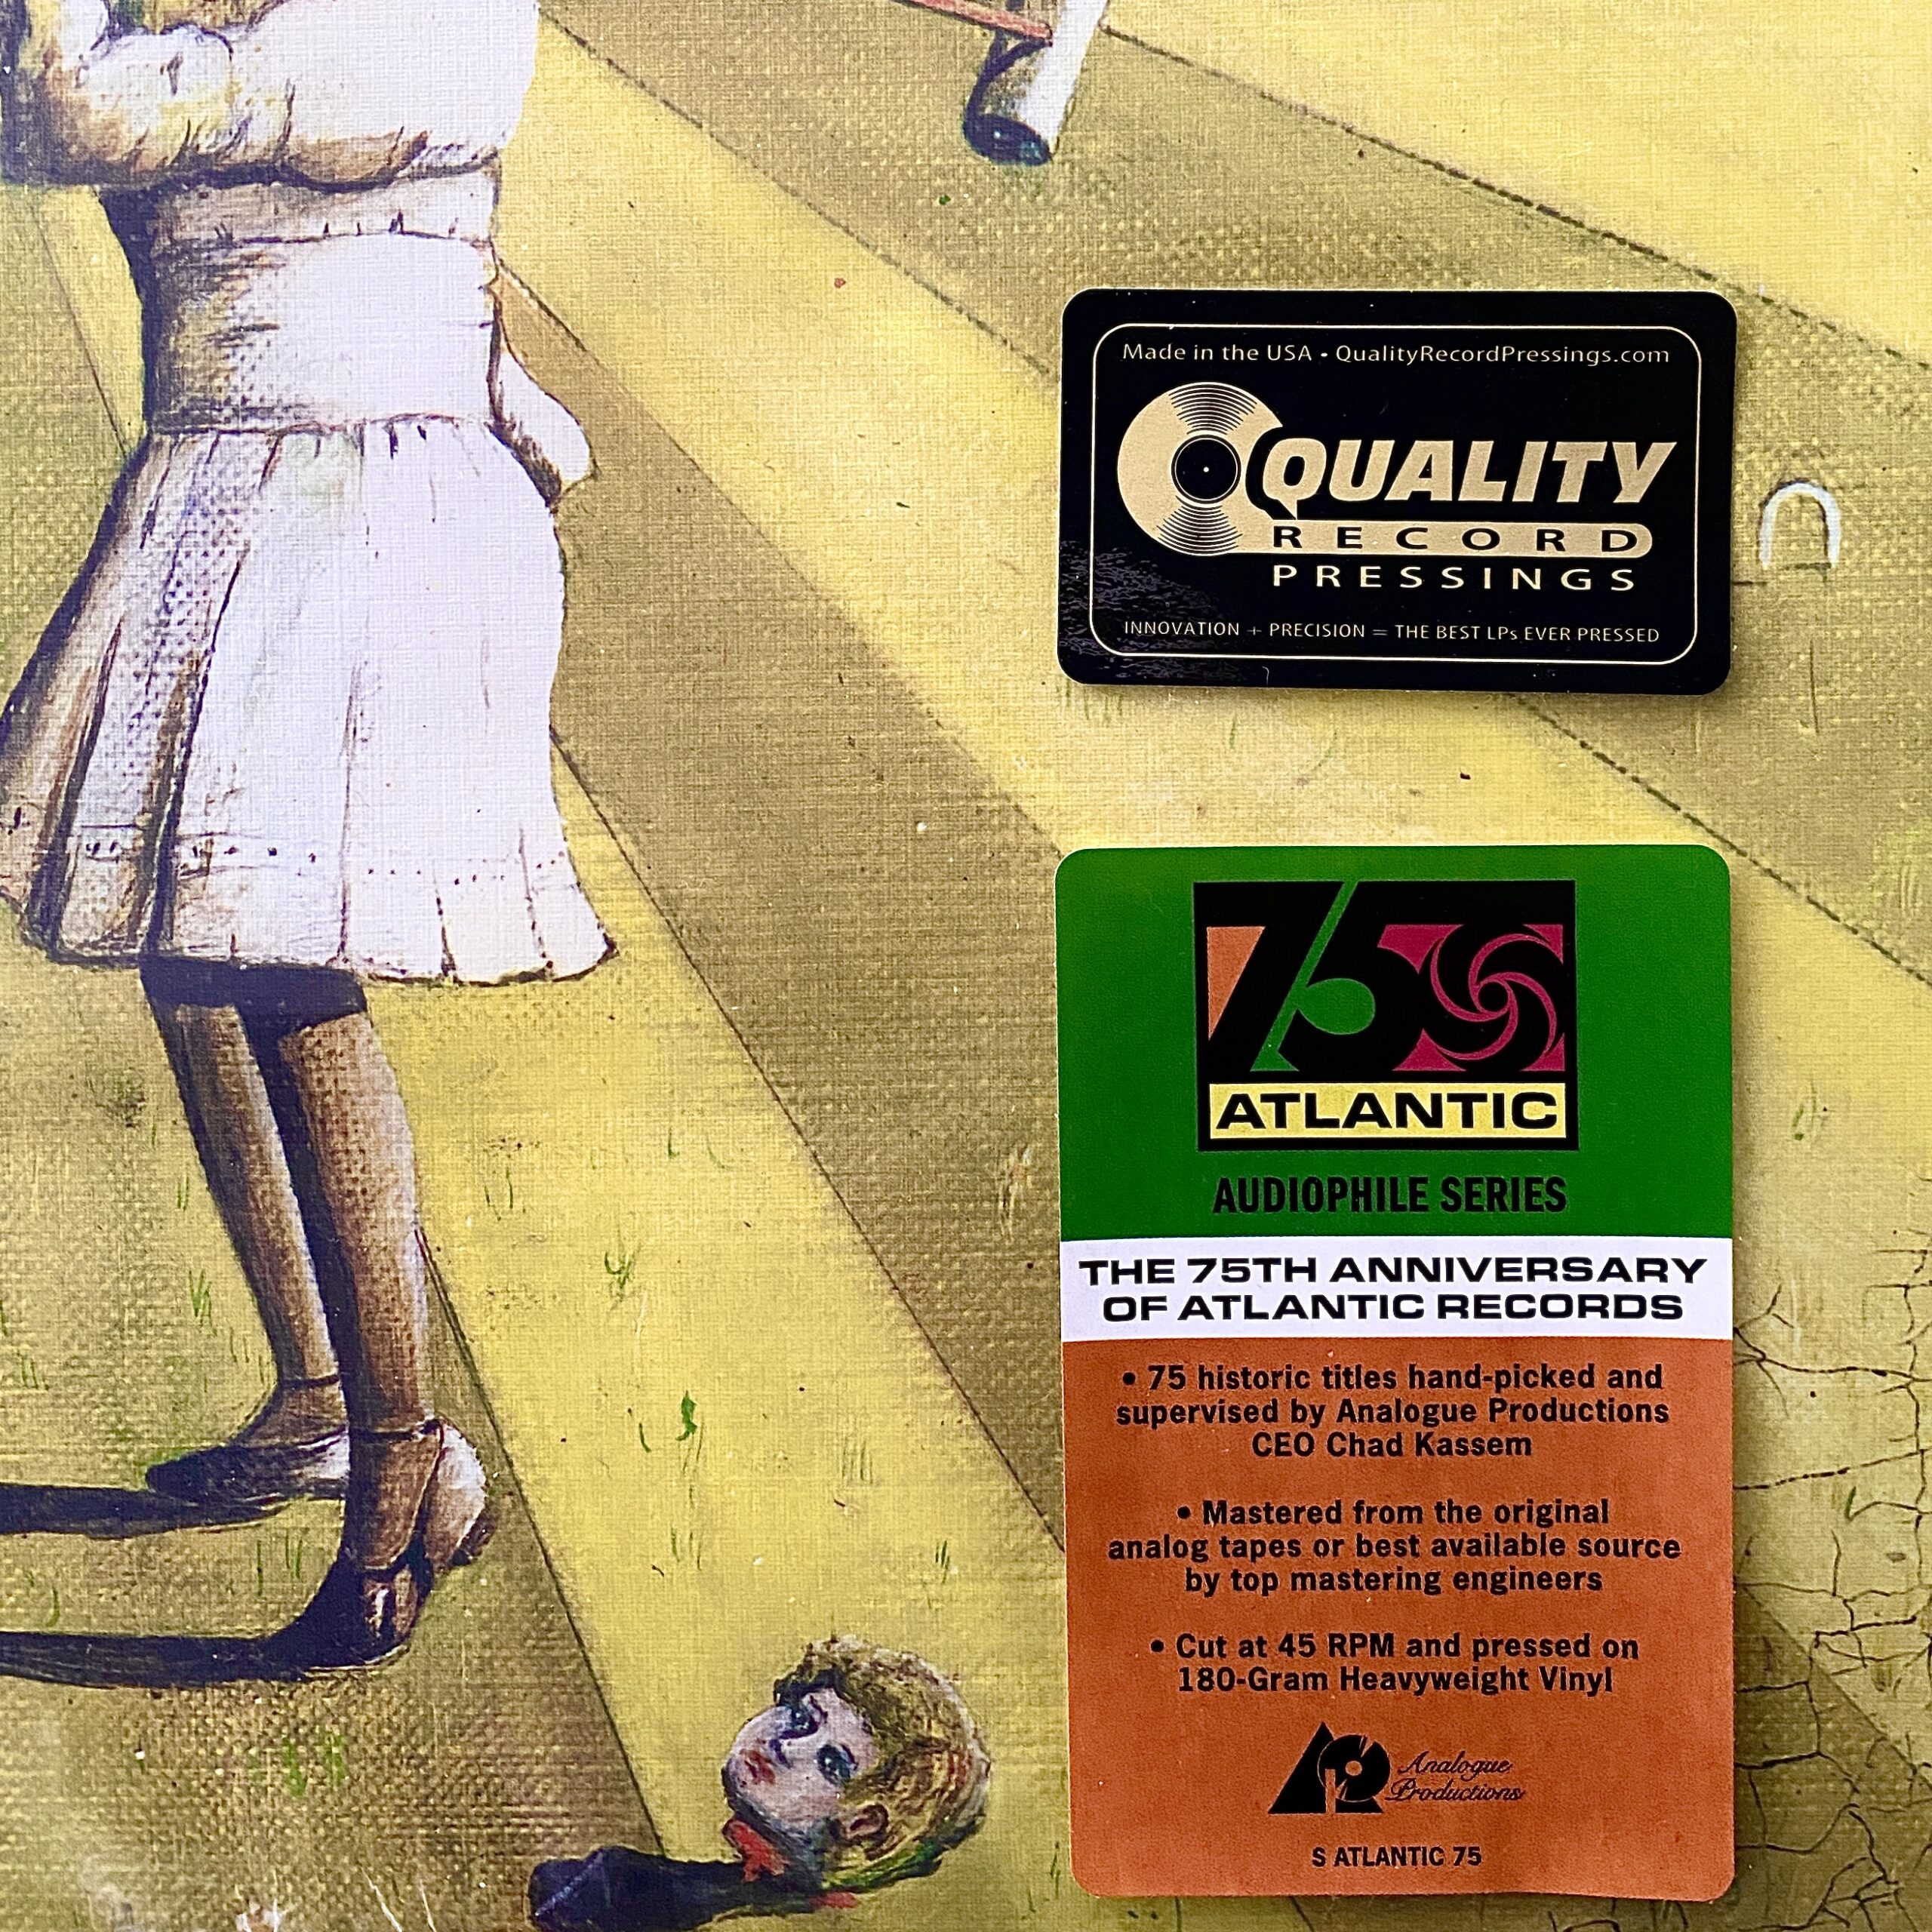 Made in the USA • QualityRecordPressings.com
QUALITY
RECORD
PRESSINGS
INNOVATION + PRECISION = THE BEST LPs EVER PRESSED
75
ATLANTIC
AUDIOPHILE SERIES
THE 75TH ANNIVERSARY
OF ATLANTIC RECORDS
• 75 historic titles hand-picked and
supervised by Analogue Productions
CEO Chad Kassem
• Mastered from the original
analog tapes or best available source
by top mastering engineers
• Cut at 45 RPM and pressed on
180-Gram Heavyweight Vinyl
Analogue
Productions
S ATLANTIC 75